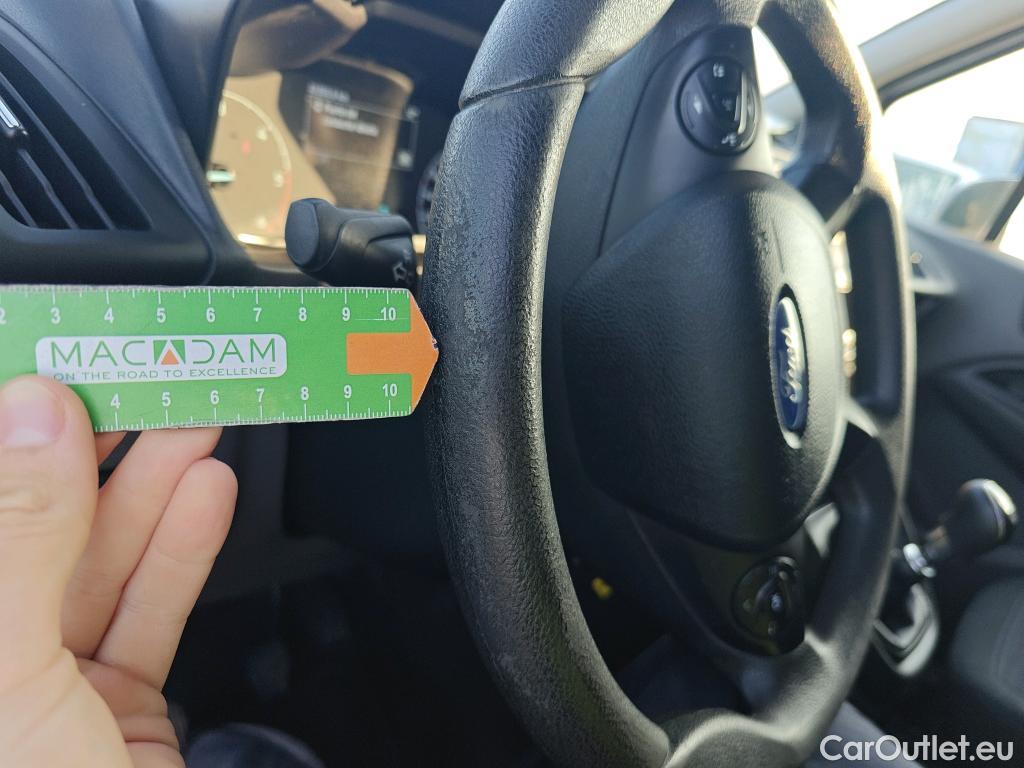 2 3 4 5 6 7 8 9 10
MACADAM
ON THE ROAD TO EXCELLENCE
4 5 6 7 8 9 10
Ford
CarOutlet.eu